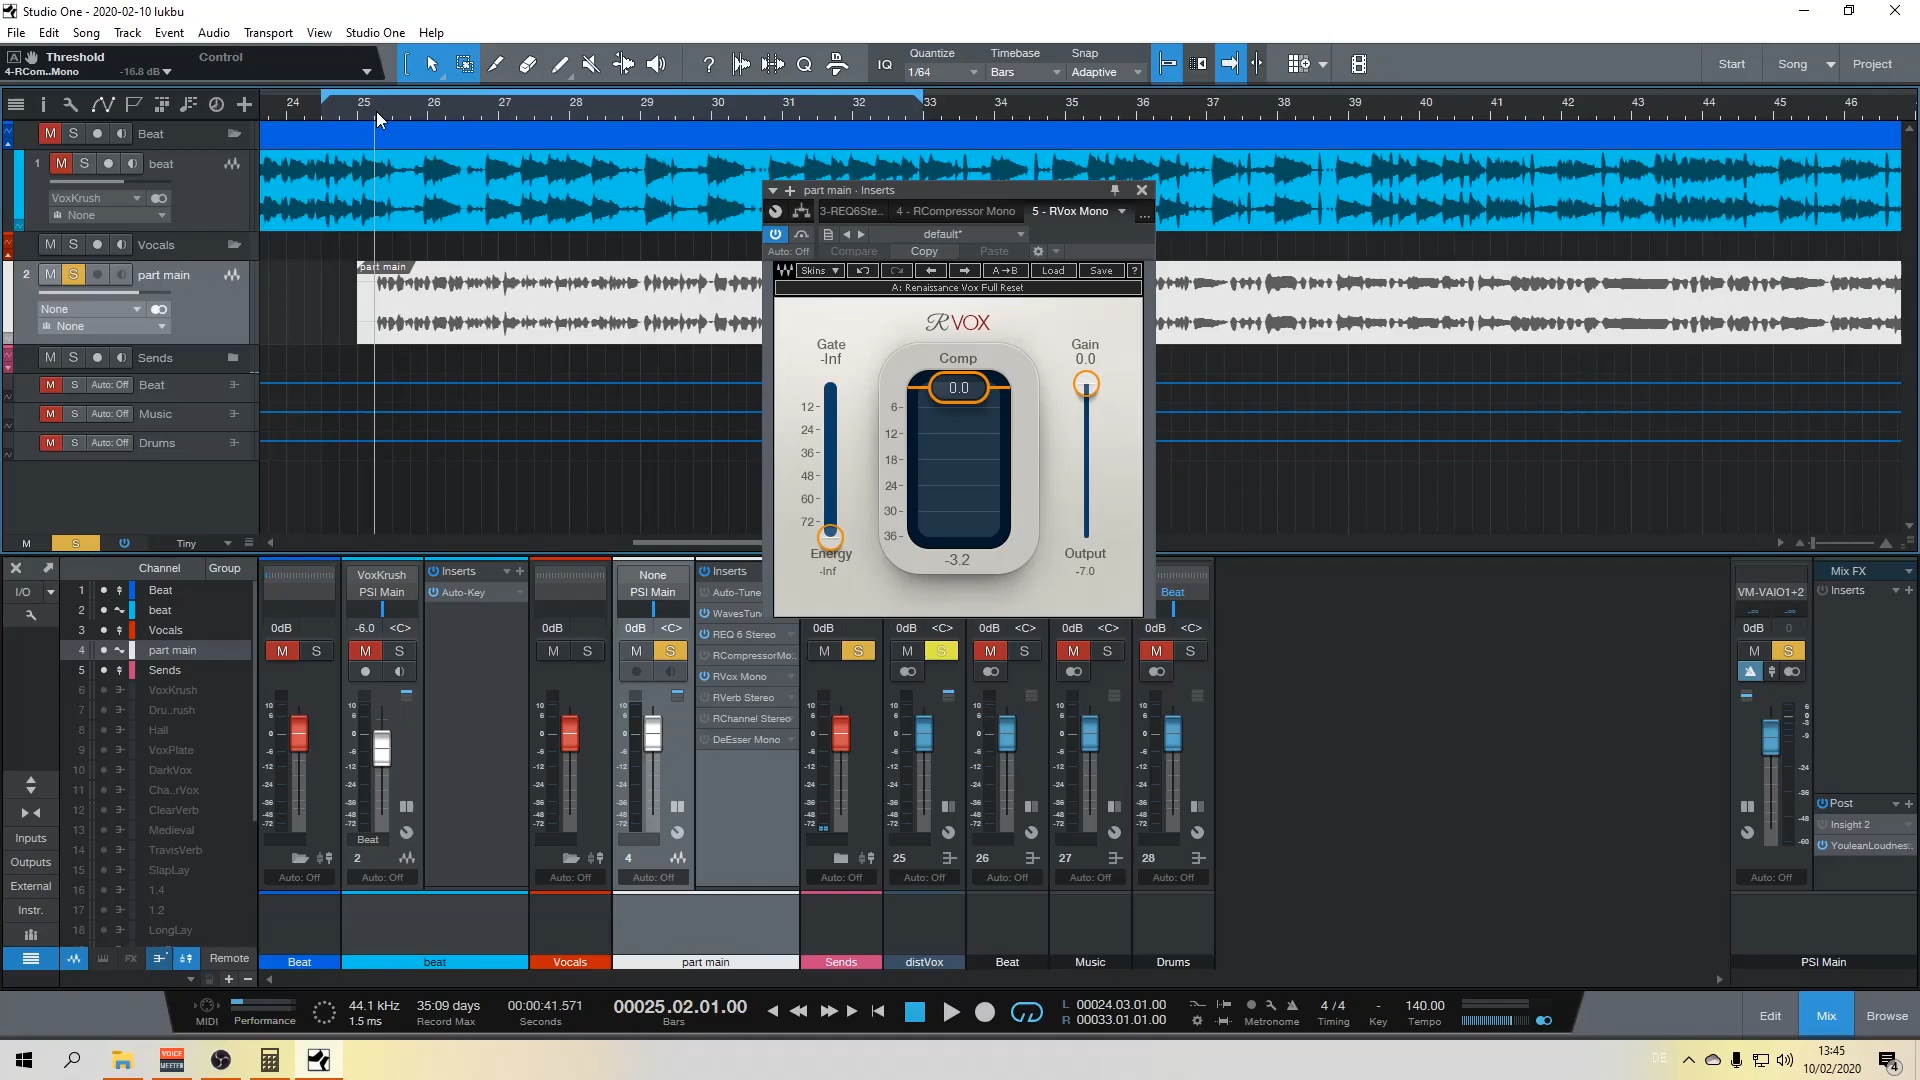 Studio One - 2020-02-10 lukbu
File Edit Song Track Event Audio Transport View Studio One Help
Threshold Control
4-RCom..Mono -16.8 dB
IQ Quantize Timebase Snap
1/64 Bars Adaptive
Start Song Project
24 25 26 27 28 29 30 31 32 33 34 35 36 37 38 39 40 41 42 43 44 45 46
M S Beat
1 M S beat
VoxKrush
None
M S Vocals
2 M S part main
None
None
M S Sends
M S Auto: Off Beat
M S Auto: Off Music
M S Auto: Off Drums
M S Tiny
part main
part main - Inserts
3-REQ6Ste.. 4 - RCompressor Mono 5 - RVox Mono
default*
Auto: Off Compare Copy Paste
Skins A→B Load Save ?
A: Renaissance Vox Full Reset
RVOX
Gate Comp Gain
-Inf 0.0 0.0
12 24 36 48 60 72
6 12 18 24 30 36
Energy Output
-Inf -3.2 -7.0
Channel Group
I/O
1 Beat
2 beat
3 Vocals
4 part main
5 Sends
6 VoxKrush
7 Dru..rush
8 Hall
9 VoxPlate
10 DarkVox
11 Cha..rVox
12 ClearVerb
13 Medieval
14 TravisVerb
15 SlapLay
16 1.4
17 1.2
18 LongLay
Inputs
Outputs
External
Instr.
FX Remote
VoxKrush
PSI Main
Inserts
Auto-Key
None
PSI Main
Inserts
Auto-Tune
WavesTun
REQ 6 Stereo
RCompressorMo..
RVox Mono
RVerb Stereo
RChannel Stereo
DeEsser Mono
Beat
VM-VAIO1+2
Mix FX
Inserts
0dB -6.0 <C> 0dB 0dB <C> 0dB 0dB <C> 0dB <C> 0dB <C> 0dB <C> 0dB 0
M S M S M S M S M S M S M S M S M S M S
Beat
2 4 25 26 27 28
Auto: Off Auto: Off Auto: Off Auto: Off Auto: Off Auto: Off Auto: Off Auto: Off Auto: Off Auto: Off
Post
Insight 2
YouleanLoudnes..
Beat beat Vocals part main Sends distVox Beat Music Drums PSI Main
MIDI Performance
44.1 kHz
1.5 ms
35:09 days
Record Max
00:00:41.571
Seconds
00025.02.01.00
Bars
L 00024.03.01.00
R 00033.01.01.00
Metronome
4 / 4
Timing
-
Key
140.00
Tempo
Edit Mix Browse
VOICE
MEETER
DE
13:45
10/02/2020
4